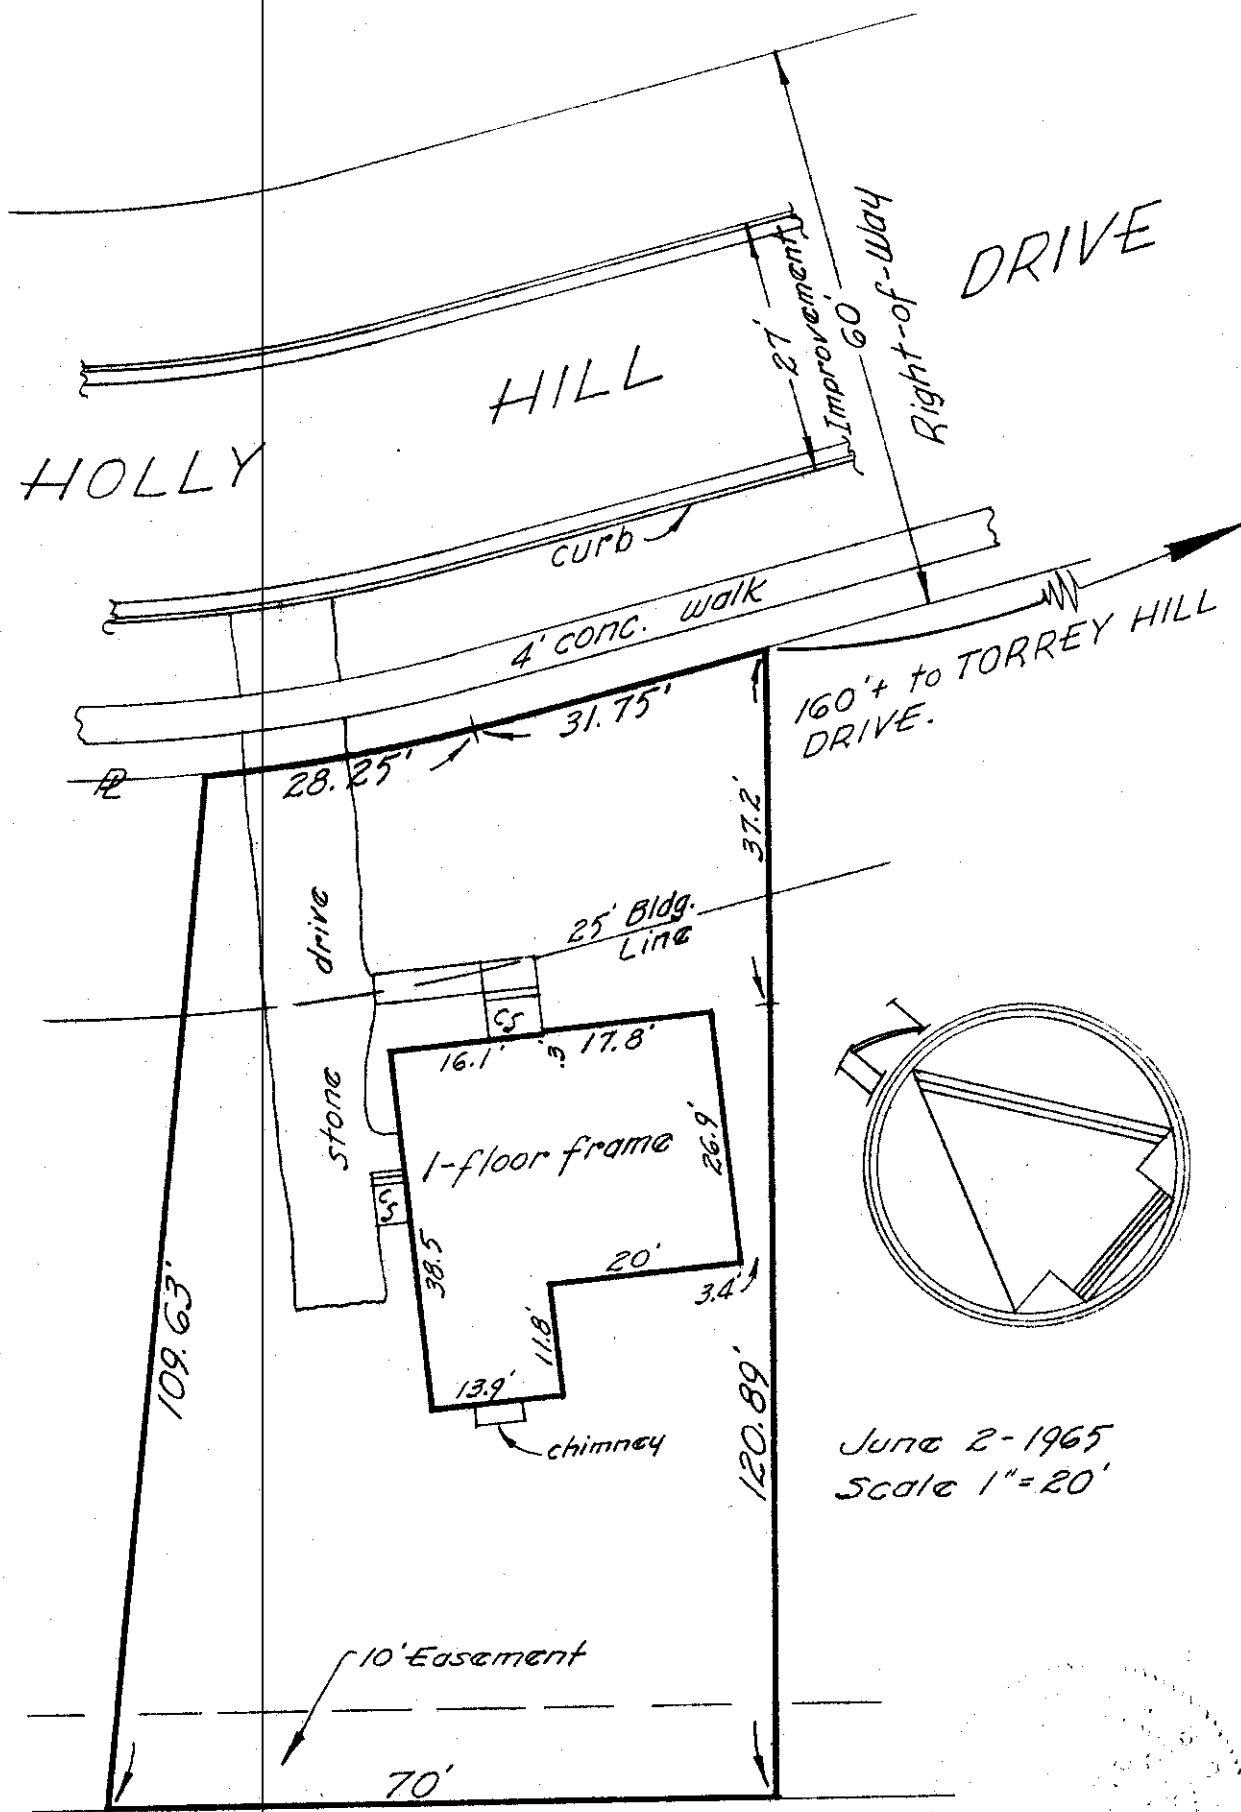 DRIVE
HILL
HOLLY
27'
Improvement
60'
Right-of-Way
curb
4' conc. walk
160'± to TORREY HILL
DRIVE.
31.75'
28.25'
PL
37.2'
25' Bldg.
Line
drive
stone
CS
16.1'
.3'
17.8'
1-floor frame
26.9'
CS
38.5
20'
3.4'
11.8'
13.9'
chimney
109.63'
120.89'
June 2-1965
Scale 1"=20'
10' Easement
70'